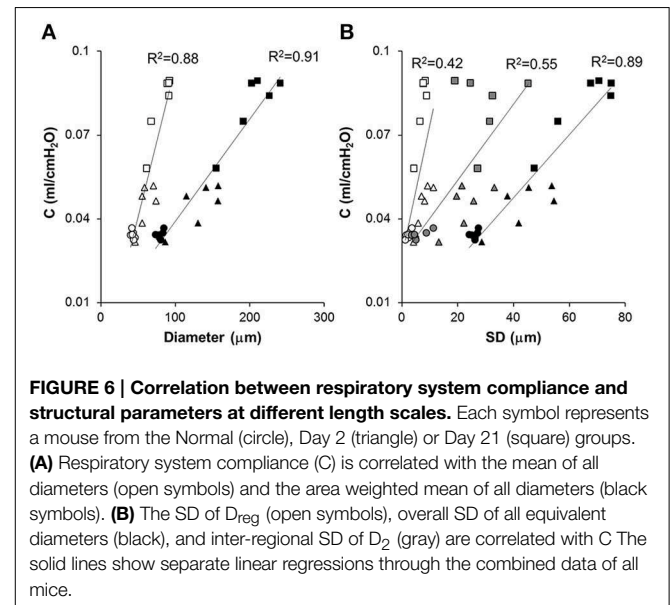 A
B
R²=0.88
R²=0.91
R²=0.42
R²=0.55
R²=0.89
0.1
0.07
0.04
0.01
C (ml/cmH₂O)
0
100
200
300
Diameter (µm)
0.1
0.07
0.04
0.01
C (ml/cmH₂O)
0
20
40
60
80
SD (µm)
FIGURE 6 | Correlation between respiratory system compliance and
structural parameters at different length scales. Each symbol represents
a mouse from the Normal (circle), Day 2 (triangle) or Day 21 (square) groups.
(A) Respiratory system compliance (C) is correlated with the mean of all
diameters (open symbols) and the area weighted mean of all diameters (black
symbols). (B) The SD of Dreg (open symbols), overall SD of all equivalent
diameters (black), and inter-regional SD of D₂ (gray) are correlated with C The
solid lines show separate linear regressions through the combined data of all
mice.